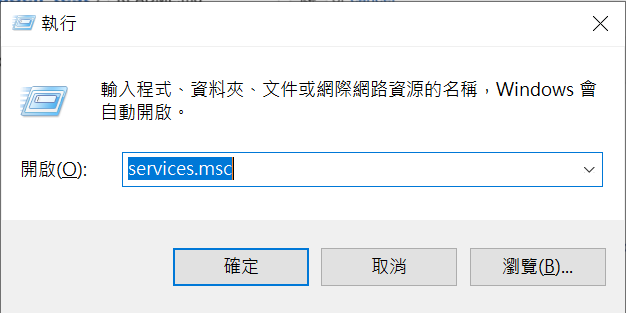 執行
輸入程式、資料夾、文件或網際網路資源的名稱，Windows 會
自動開啟。
開啟(O):
services.msc
確定
取消
瀏覽(B)...